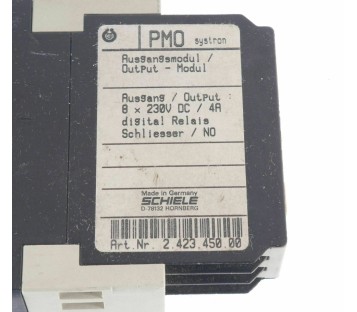 PMO systron
Ausgangsmodul /
Output - Modul
Ausgang / Output :
8 x 230V DC / 4A
digital Relais
Schliesser / NO
Made in Germany
SCHIELE
D-78132 HORNBERG
Art.Nr. 2.423.450.00